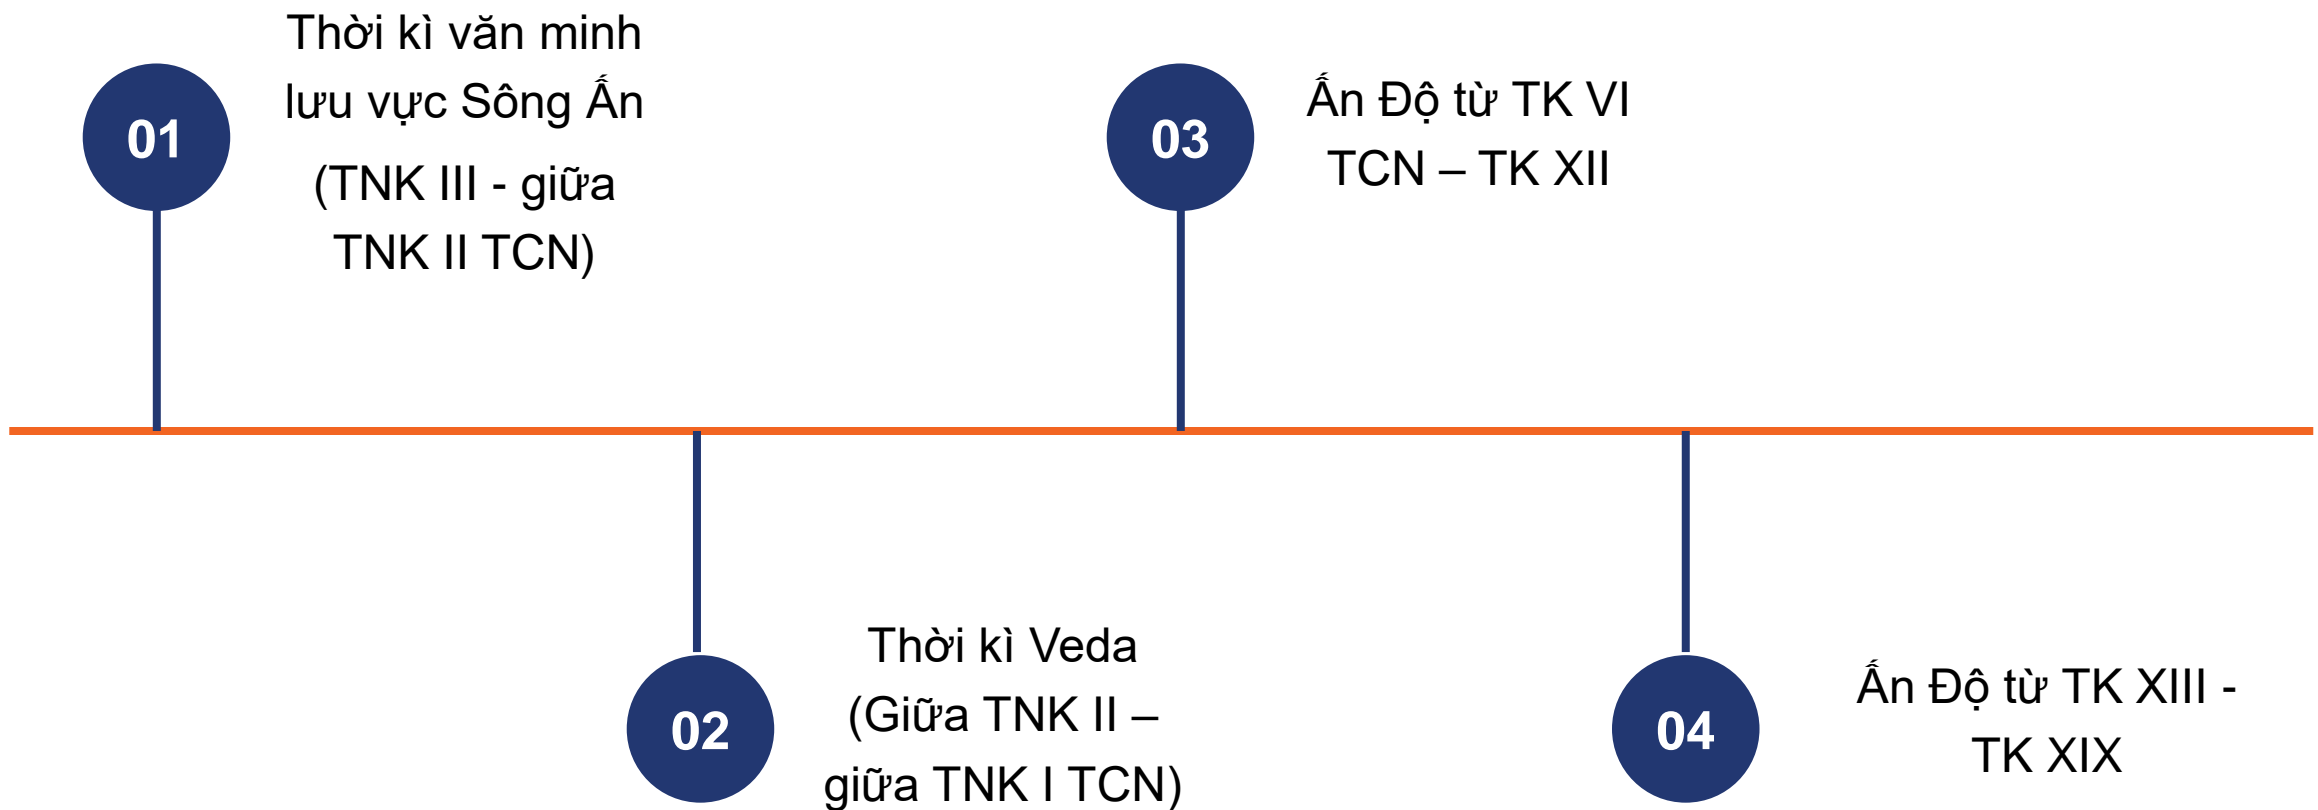 01
Thời kì văn minh
lưu vực Sông Ấn
(TNK III - giữa
TNK II TCN)
02
Thời kì Veda
(Giữa TNK II –
giữa TNK I TCN)
03
Ấn Độ từ TK VI
TCN – TK XII
04
Ấn Độ từ TK XIII -
TK XIX